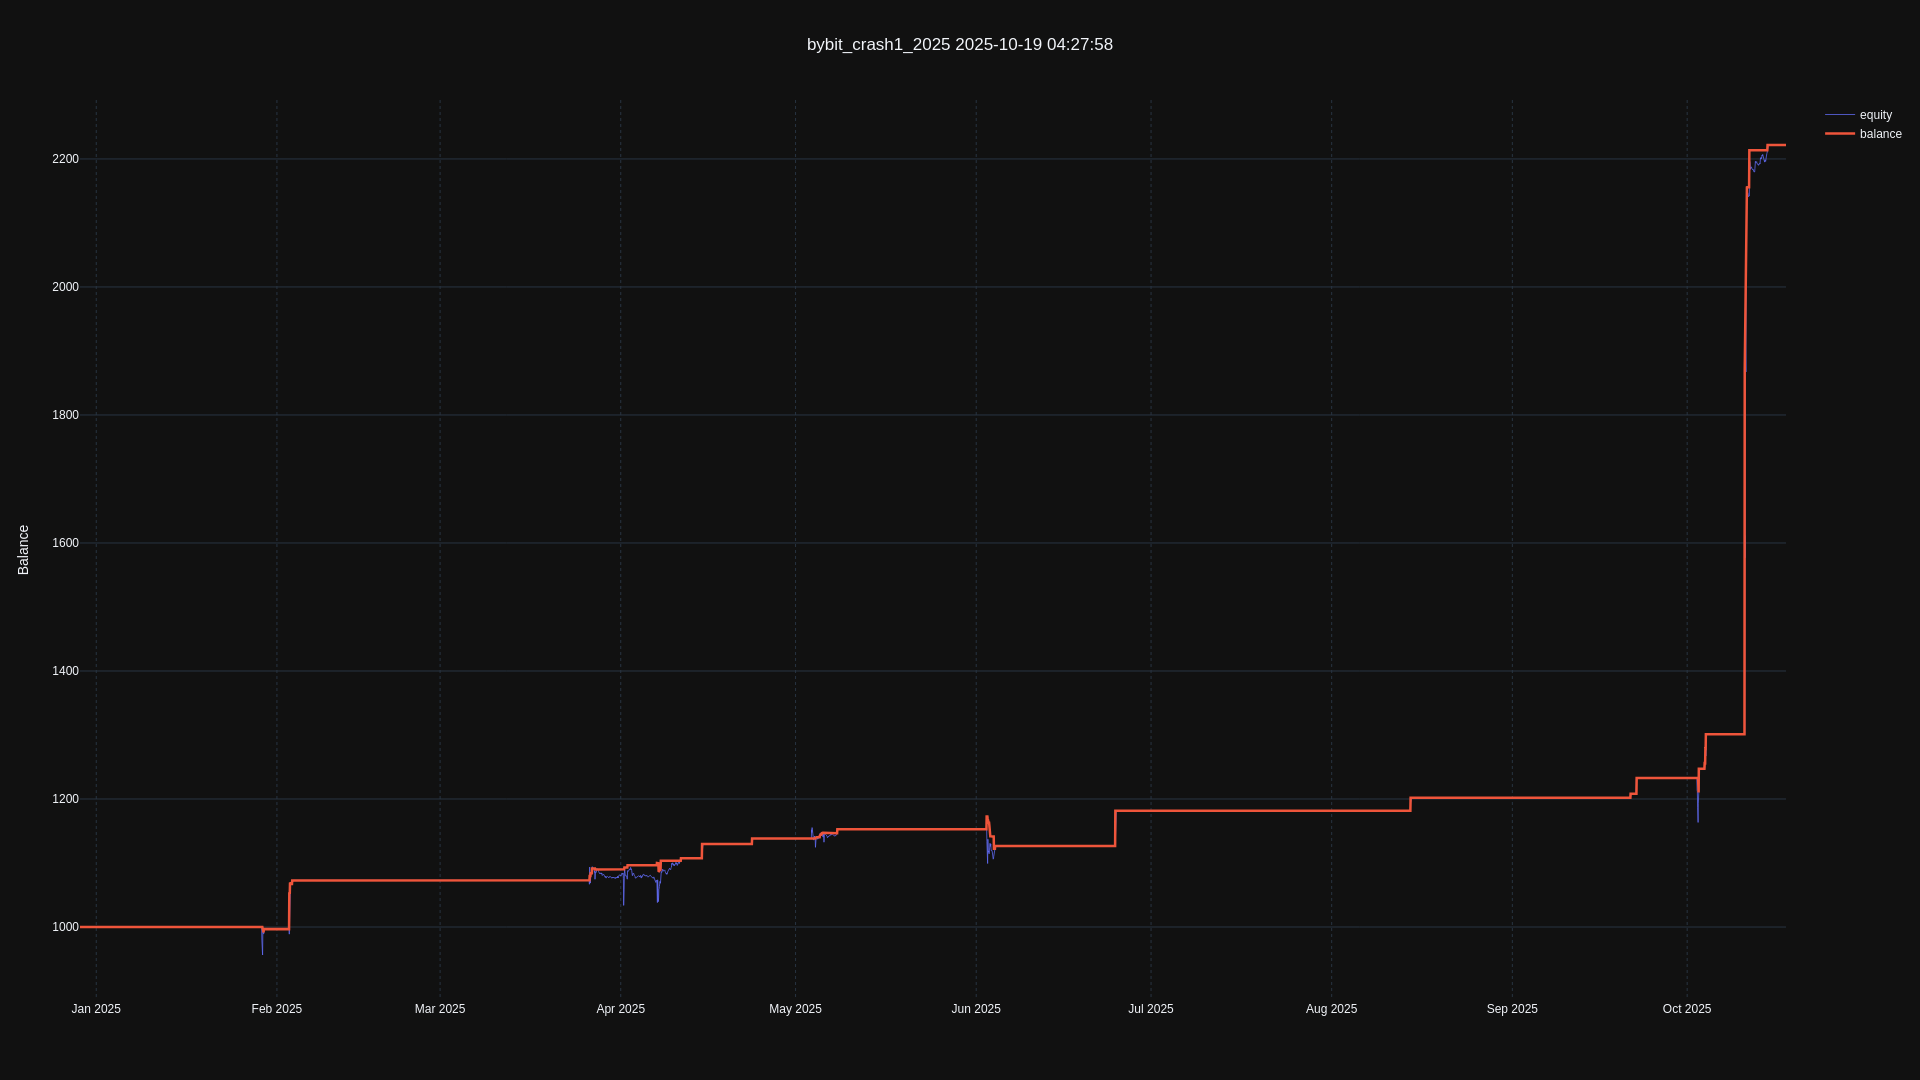 bybit_crash1_2025 2025-10-19 04:27:58
equity
balance
2200
2000
1800
1600
1400
1200
1000
Balance
Jan 2025
Feb 2025
Mar 2025
Apr 2025
May 2025
Jun 2025
Jul 2025
Aug 2025
Sep 2025
Oct 2025